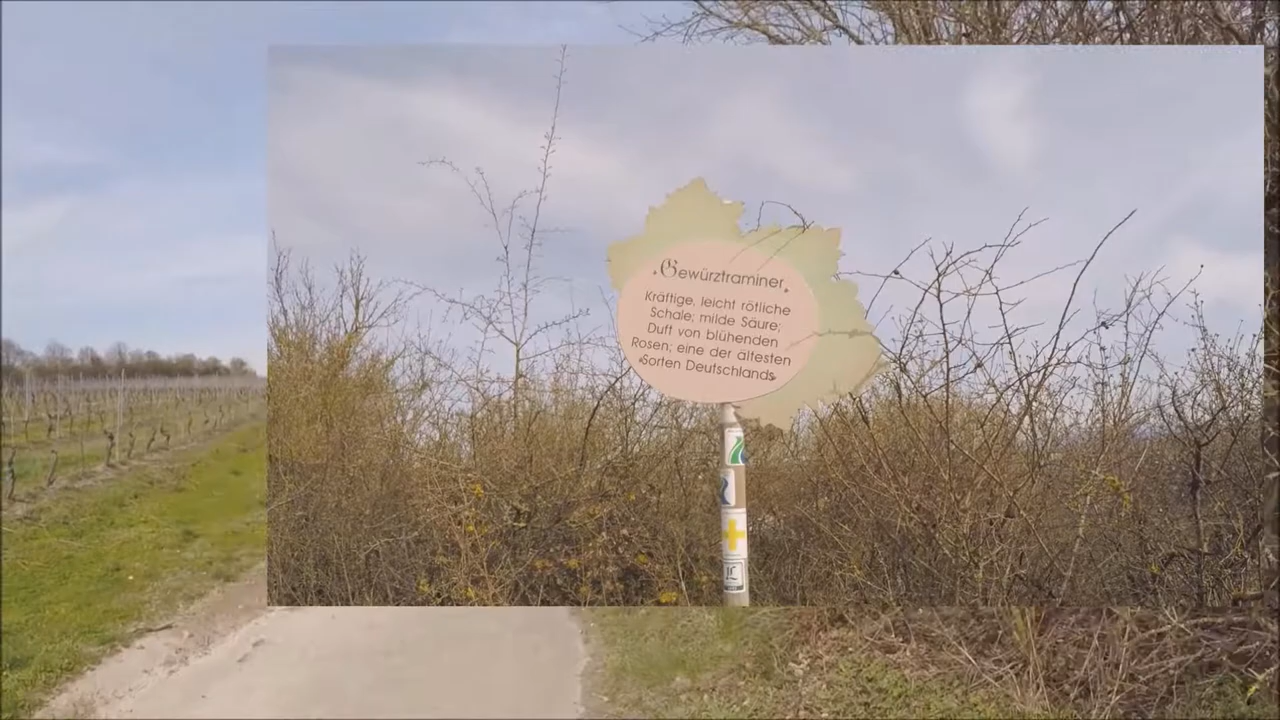 Gewürztraminer
Kräftige, leicht rötliche
Schale; milde Säure;
Duft von blühenden
Rosen; eine der ältesten
Sorten Deutschlands